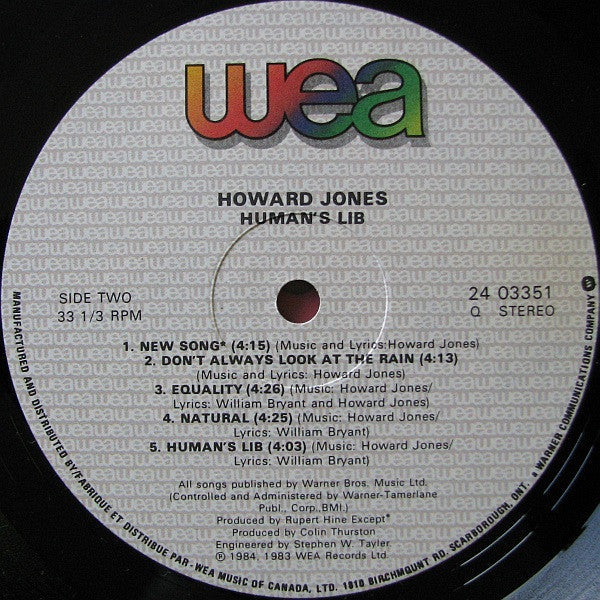 wea
HOWARD JONES
HUMAN'S LIB
SIDE TWO
33 1/3 RPM
24 03351
Q STEREO
1. NEW SONG* (4:15) (Music and Lyrics:Howard Jones)
2. DON'T ALWAYS LOOK AT THE RAIN (4:13)
(Music and Lyrics: Howard Jones)
3. EQUALITY (4:26) (Music: Howard Jones/
Lyrics: William Bryant and Howard Jones)
4. NATURAL (4:25) (Music: Howard Jones/
Lyrics: William Bryant)
5. HUMAN'S LIB (4:03) (Music: Howard Jones/
Lyrics: William Bryant)
All songs published by Warner Bros. Music Ltd.
(Controlled and Administered by Warner-Tamerlane
Publ., Corp.,BMI.)
Produced by Rupert Hine Except*
Produced by Colin Thurston
Engineered by Stephen W. Tayler
℗ 1984, 1983 WEA Records Ltd.
MANUFACTURED AND DISTRIBUTED BY/FABRIQUE ET DISTRIBUE PAR - WEA MUSIC OF CANADA, LTD. 1810 BIRCHMOUNT RD. SCARBOROUGH, ONT. * WARNER COMMUNICATIONS COMPANY